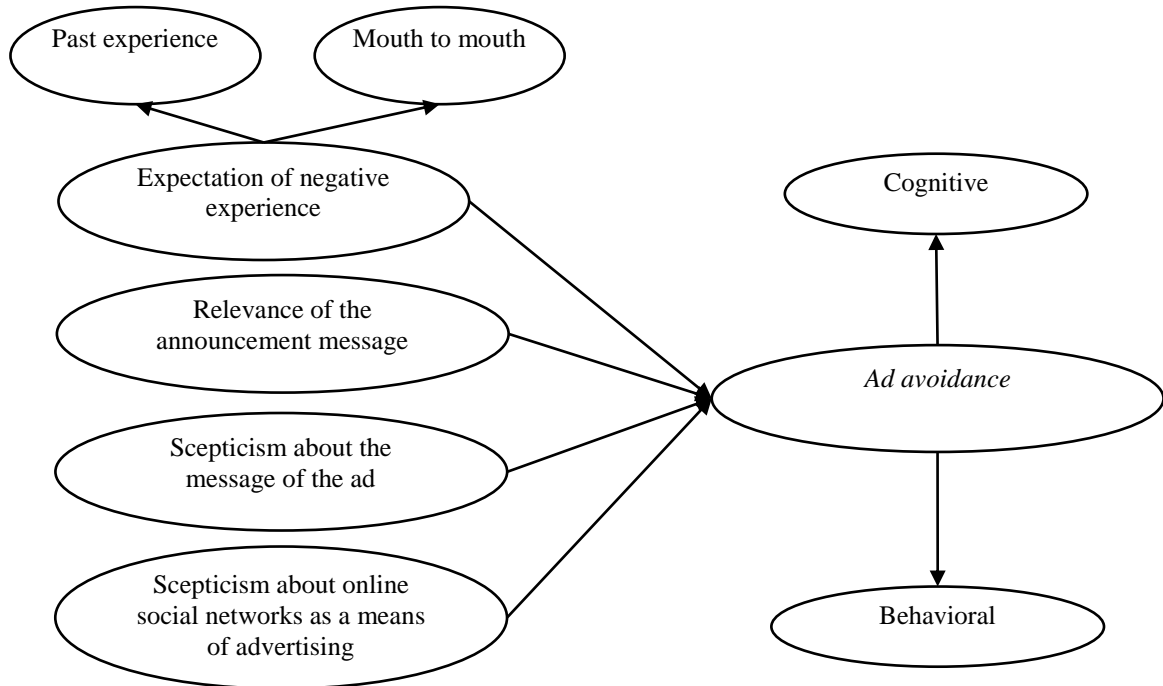 Past experience
Mouth to mouth
Expectation of negative
experience
Cognitive
Relevance of the
announcement message
Ad avoidance
Scepticism about the
message of the ad
Scepticism about online
social networks as a means
of advertising
Behavioral